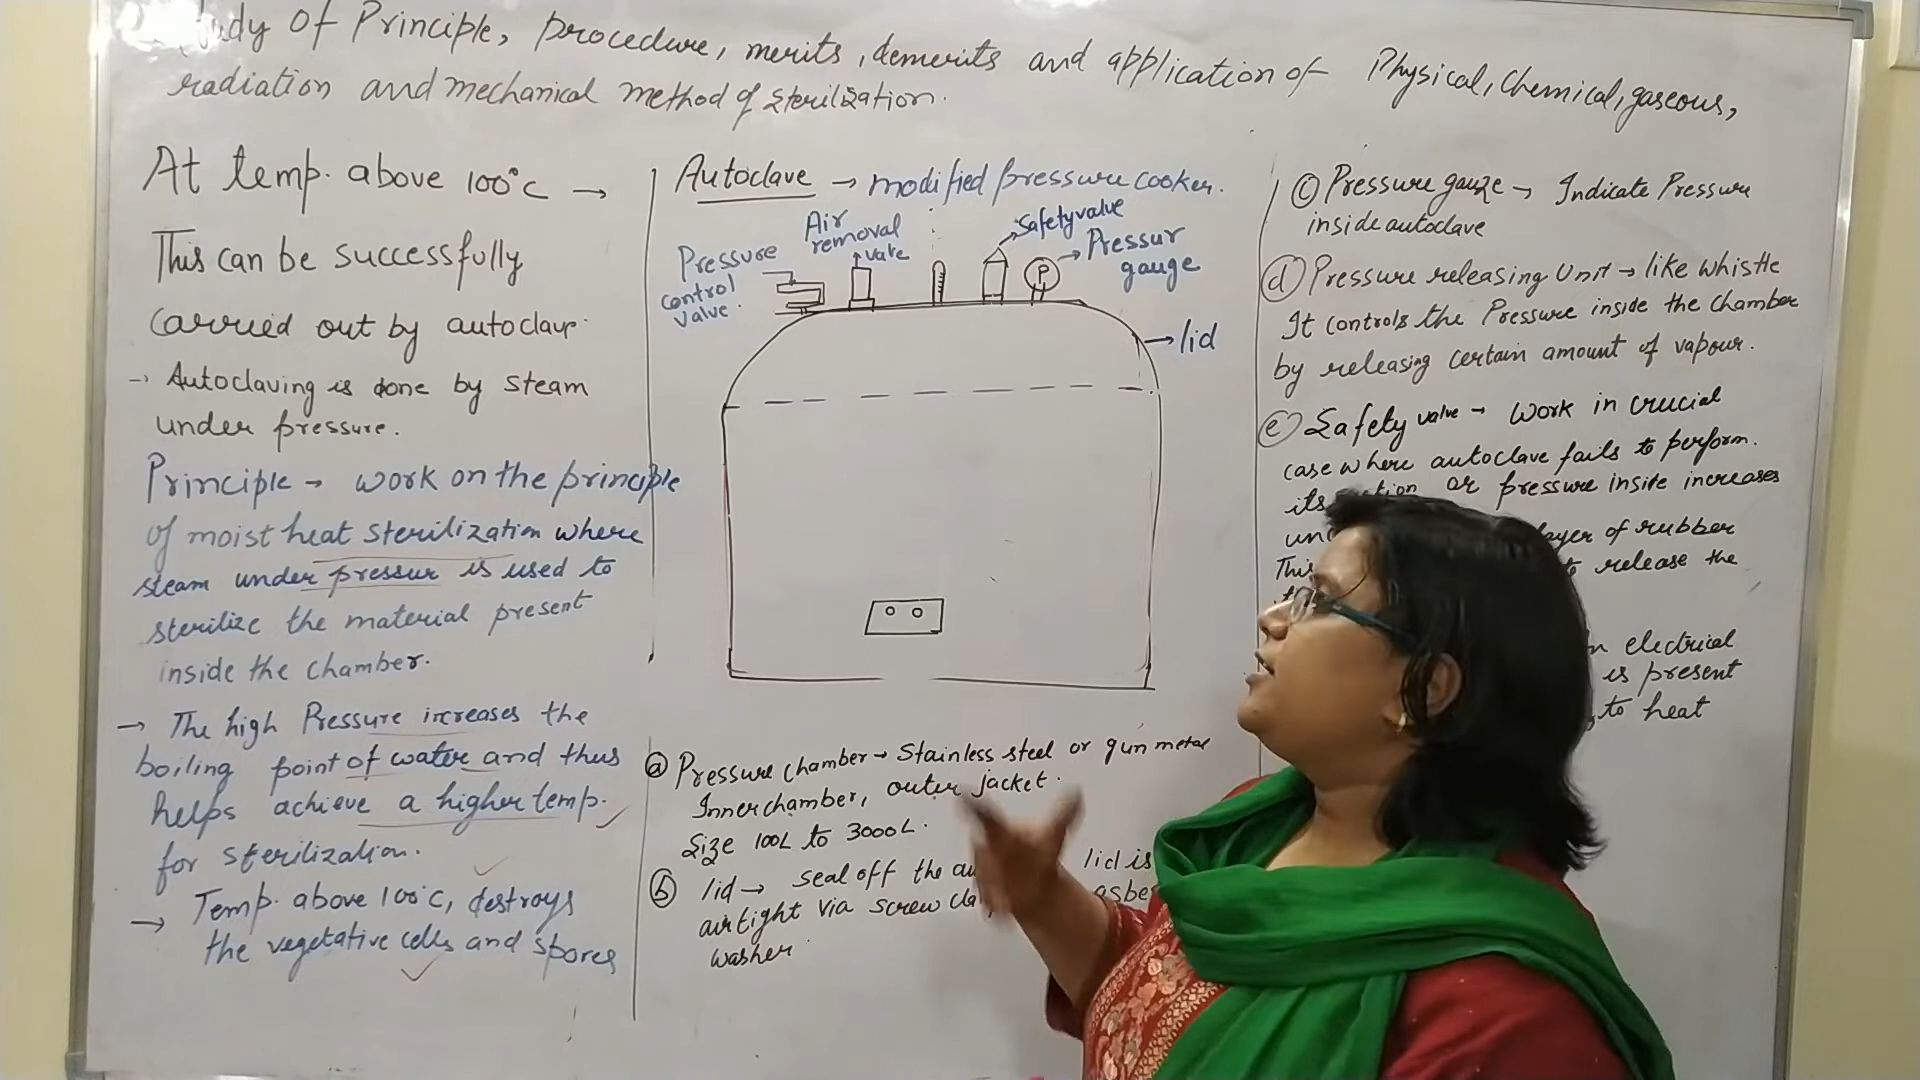 Study of Principle, procedure, merits, demerits and application of Physical, Chemical, gaseous,
radiation and mechanical method of sterilization.
At temp. above 100°C →
This can be successfully
carried out by autoclave.
→ Autoclaving is done by steam
under pressure.
Principle → work on the principle
of moist heat sterilization where
steam under pressur is used to
sterilize the material present
inside the chamber.
→ The high Pressure increases the
boiling point of water and thus
helps achieve a higher temp.
for sterilization.
→ Temp. above 100°C, destroys
the vegetative cells and spores
Autoclave → modified pressure cooker.
Pressure
control
valve.
Air
removal
valve
Safety valve
Pressur
gauge
P
lid
ⓐ Pressure chamber → Stainless steel or gun metal
Inner chamber, outer jacket.
Size 100L to 3000L.
ⓑ lid → seal off the lid is
airtight via screw
washer
ⓒ Pressure gauze → Indicate Pressure
inside autoclave
ⓓ Pressure releasing Unit → like whistle
It controls the Pressure inside the chamber
by releasing certain amount of vapour.
ⓔ Safety valve → work in crucial
case where autoclave fails to perform.
its or pressure inside increases
of rubber
This to release the
electrical
is present
to heat